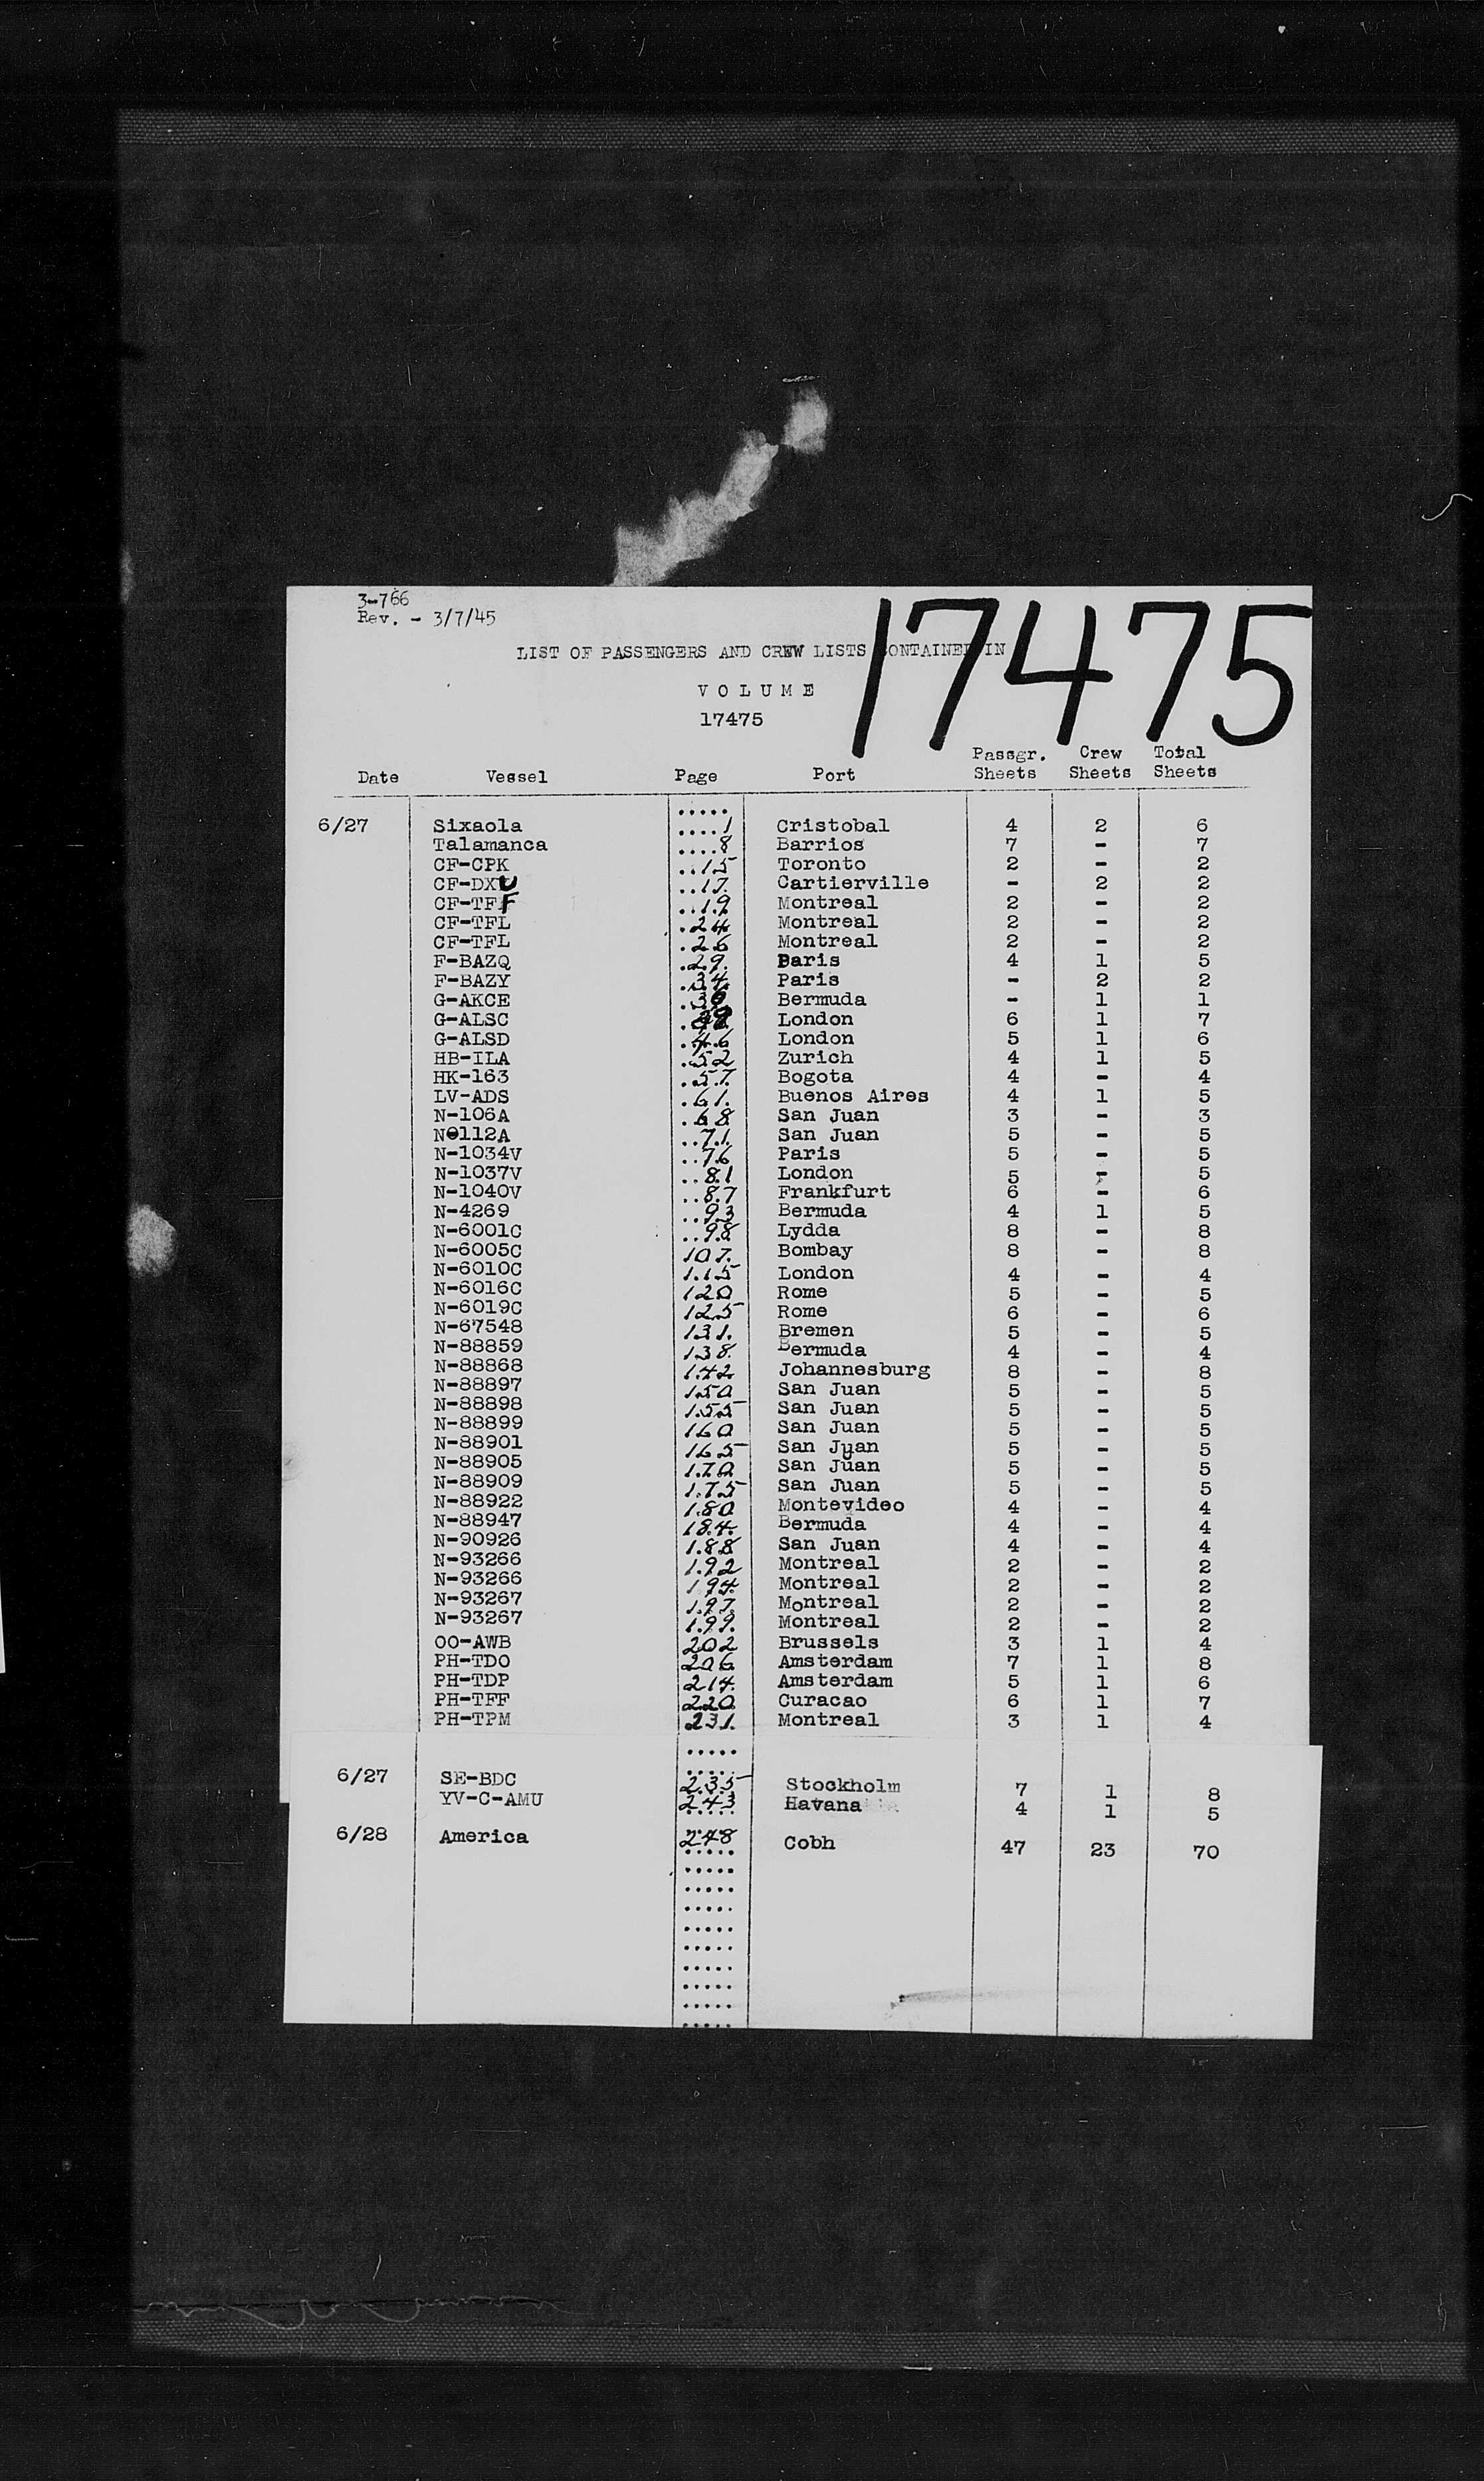 3-766
Rev. - 3/7/45
17475
LIST OF PASSENGERS AND CREW LISTS CONTAINED IN
V O L U M E
17475
Date Vessel Page Port Passgr. Sheets Crew Sheets Total Sheets
6/27 Sixaola ....1 Cristobal 4 2 6
Talamanca ....8 Barrios 7 - 7
CF-CPK ..15 Toronto 2 - 2
CF-DXU ..17. Cartierville - 2 2
CF-TFF ..19 Montreal 2 - 2
CF-TFL .24 Montreal 2 - 2
CF-TFL .26 Montreal 2 - 2
F-BAZQ .29. Paris 4 1 5
F-BAZY .34. Paris - 2 2
G-AKCE .36 Bermuda - 1 1
G-ALSC London 6 1 7
G-ALSD .46 London 5 1 6
HB-ILA .52 Zurich 4 1 5
HK-163 .57. Bogota 4 - 4
LV-ADS .61. Buenos Aires 4 1 5
N-106A .68 San Juan 3 - 3
N-112A ..71. San Juan 5 - 5
N-1034V ..76 Paris 5 - 5
N-1037V ..81 London 5 - 5
N-1040V ..87 Frankfurt 6 - 6
N-4269 ..93 Bermuda 4 1 5
N-6001C ..98 Lydda 8 - 8
N-6005C 107. Bombay 8 - 8
N-6010C 115 London 4 - 4
N-6016C 120 Rome 5 - 5
N-6019C 125 Rome 6 - 6
N-67548 131. Bremen 5 - 5
N-88859 138. Bermuda 4 - 4
N-88868 142 Johannesburg 8 - 8
N-88897 150 San Juan 5 - 5
N-88898 155 San Juan 5 - 5
N-88899 160 San Juan 5 - 5
N-88901 165 San Juan 5 - 5
N-88905 170 San Juan 5 - 5
N-88909 175 San Juan 5 - 5
N-88922 180 Montevideo 4 - 4
N-88947 184. Bermuda 4 - 4
N-90926 188 San Juan 4 - 4
N-93266 192 Montreal 2 - 2
N-93266 194. Montreal 2 - 2
N-93267 197. Montreal 2 - 2
N-93267 199. Montreal 2 - 2
OO-AWB 202 Brussels 3 1 4
PH-TDO 206 Amsterdam 7 1 8
PH-TDP 214. Amsterdam 5 1 6
PH-TFF 220. Curacao 6 1 7
PH-TPM 231. Montreal 3 1 4
6/27 SE-BDC 235 Stockholm 7 1 8
YV-C-AMU 243 Havana 4 1 5
6/28 America 248 Cobh 47 23 70